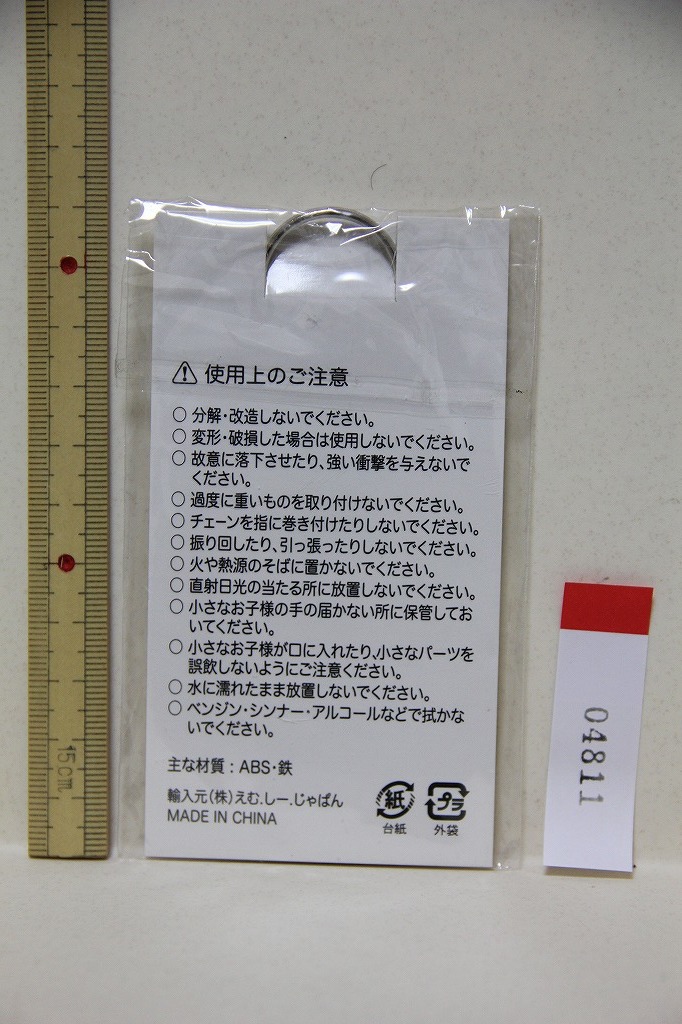 ⚠ 使用上のご注意
○ 分解・改造しないでください。
○ 変形・破損した場合は使用しないでください。
○ 故意に落下させたり、強い衝撃を与えないで
ください。
○ 過度に重いものを取り付けないでください。
○ チェーンを指に巻き付けたりしないでください。
○ 振り回したり、引っ張ったりしないでください。
○ 火や熱源のそばに置かないでください。
○ 直射日光の当たる所に放置しないでください。
○ 小さなお子様の手の届かない所に保管してお
いてください。
○ 小さなお子様が口に入れたり、小さなパーツを
誤飲しないようにご注意ください。
○ 水に濡れたまま放置しないでください。
○ ベンジン・シンナー・アルコールなどで拭かな
いでください。
主な材質：ABS・鉄
輸入元(株)えむ.しー.じゃぱん
MADE IN CHINA
紙
台紙
プラ
外袋
15cm
04811